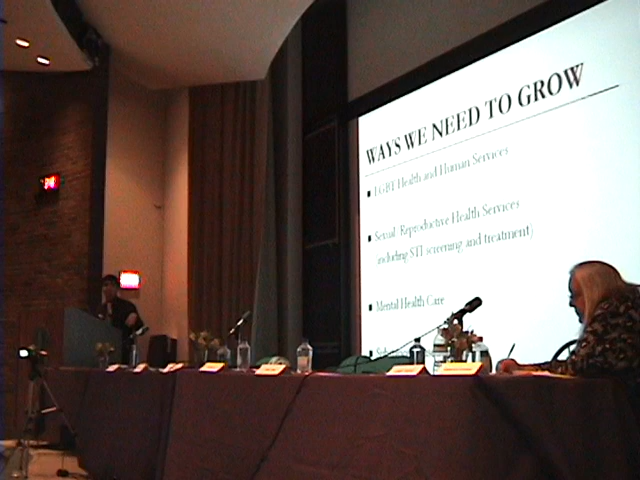 WAYS WE NEED TO GROW
■ LGBT Health and Human Services
■ Sexual, Reproductive Health Services
including STI screening and treatment)
■ Mental Health Care